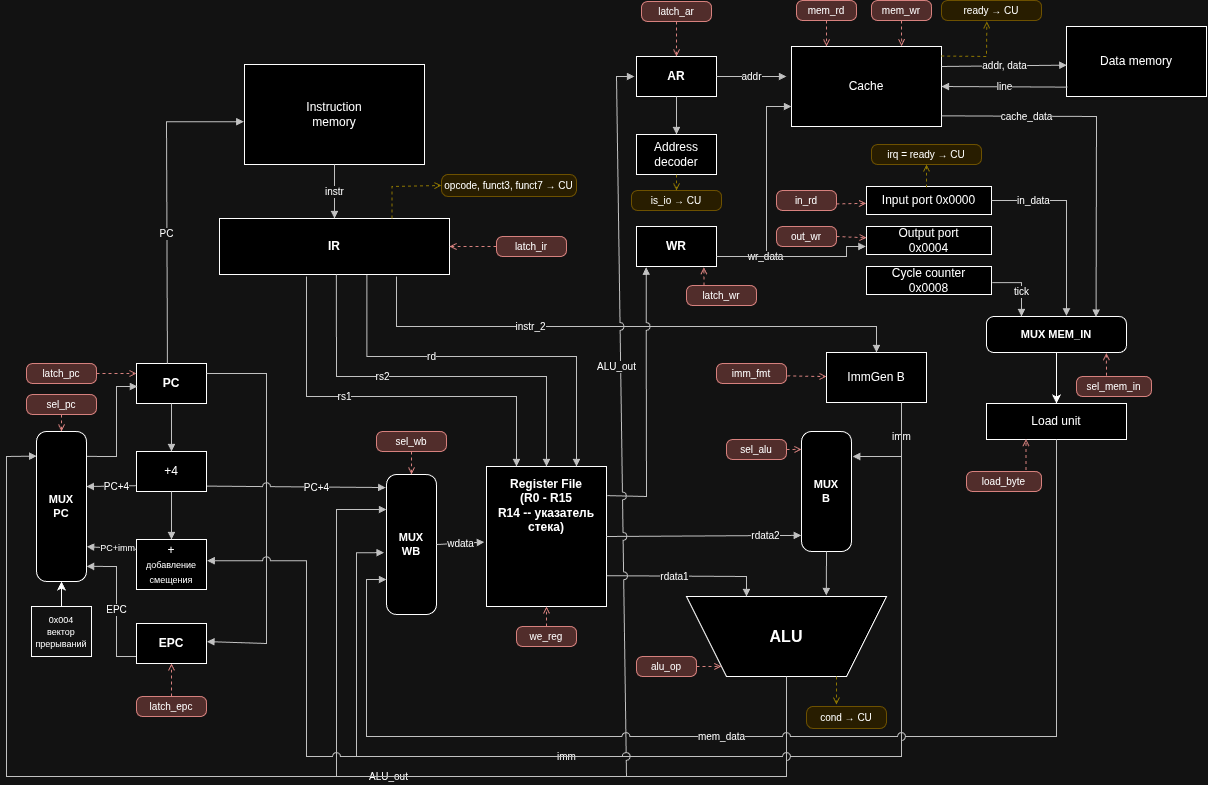 latch_ar
mem_rd
mem_wr
ready → CU
AR
addr
Cache
addr, data
line
cache_data
Data memory
Instruction
memory
instr
opcode, funct3, funct7 → CU
Address
decoder
is_io → CU
irq = ready → CU
in_rd
Input port 0x0000
in_data
out_wr
Output port
0x0004
Cycle counter
0x0008
tick
PC
IR
latch_ir
WR
wr_data
latch_wr
instr_2
MUX MEM_IN
rd
rs2
rs1
ALU_out
imm_fmt
ImmGen B
sel_mem_in
Load unit
load_byte
latch_pc
PC
sel_pc
imm
sel_wb
sel_alu
MUX
B
+4
PC+4
PC+4
MUX
PC
MUX
WB
wdata
Register File
(R0 - R15
R14 -- указатель
стека)
rdata2
rdata1
PC+imm
+
добавление
смещения
EPC
0x004
вектор
прерываний
EPC
latch_epc
we_reg
ALU
alu_op
cond → CU
mem_data
imm
ALU_out